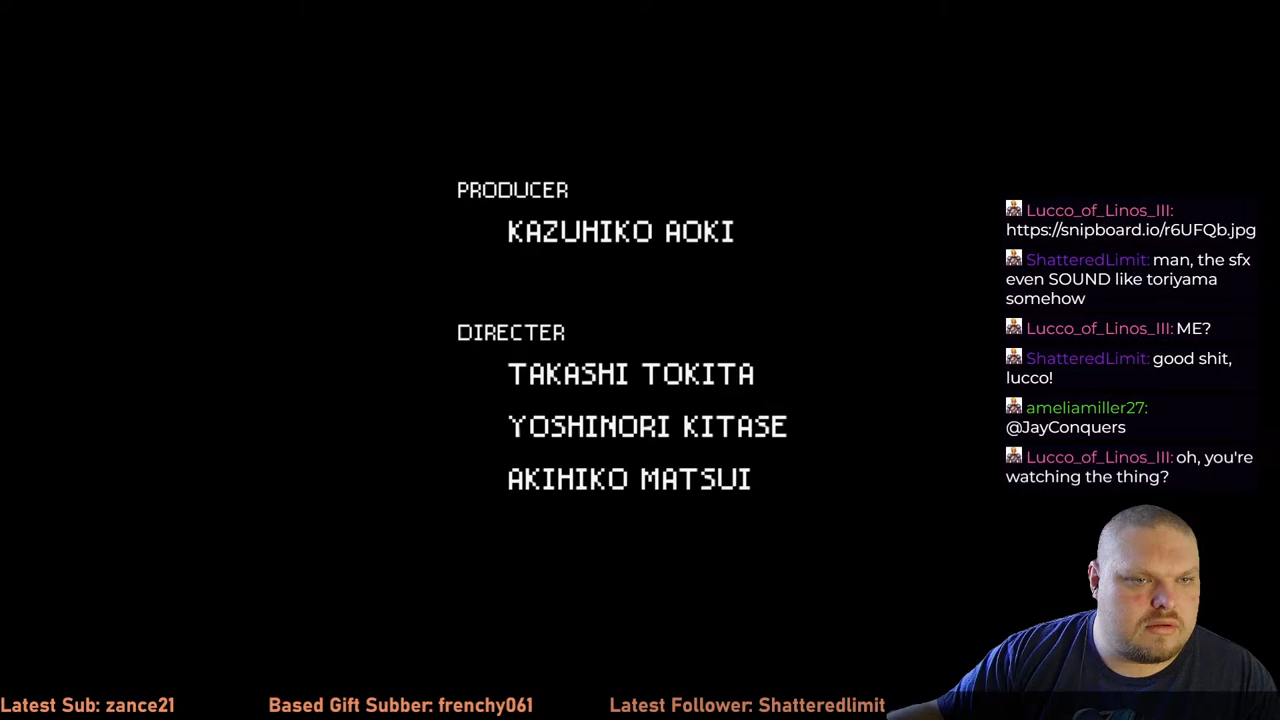 PRODUCER
KAZUHIKO AOKI
DIRECTER
TAKASHI TOKITA
YOSHINORI KITASE
AKIHIKO MATSUI
Lucco_of_Linos_III:
https://snipboard.io/r6UFQb.jpg
ShatteredLimit: man, the sfx
even SOUND like toriyama
somehow
Lucco_of_Linos_III: ME?
ShatteredLimit: good shit,
lucco!
ameliamiller27:
@JayConquers
Lucco_of_Linos_III: oh, you're
watching the thing?
Latest Sub: zance21
Based Gift Subber: frenchy061
Latest Follower: Shatteredlimit